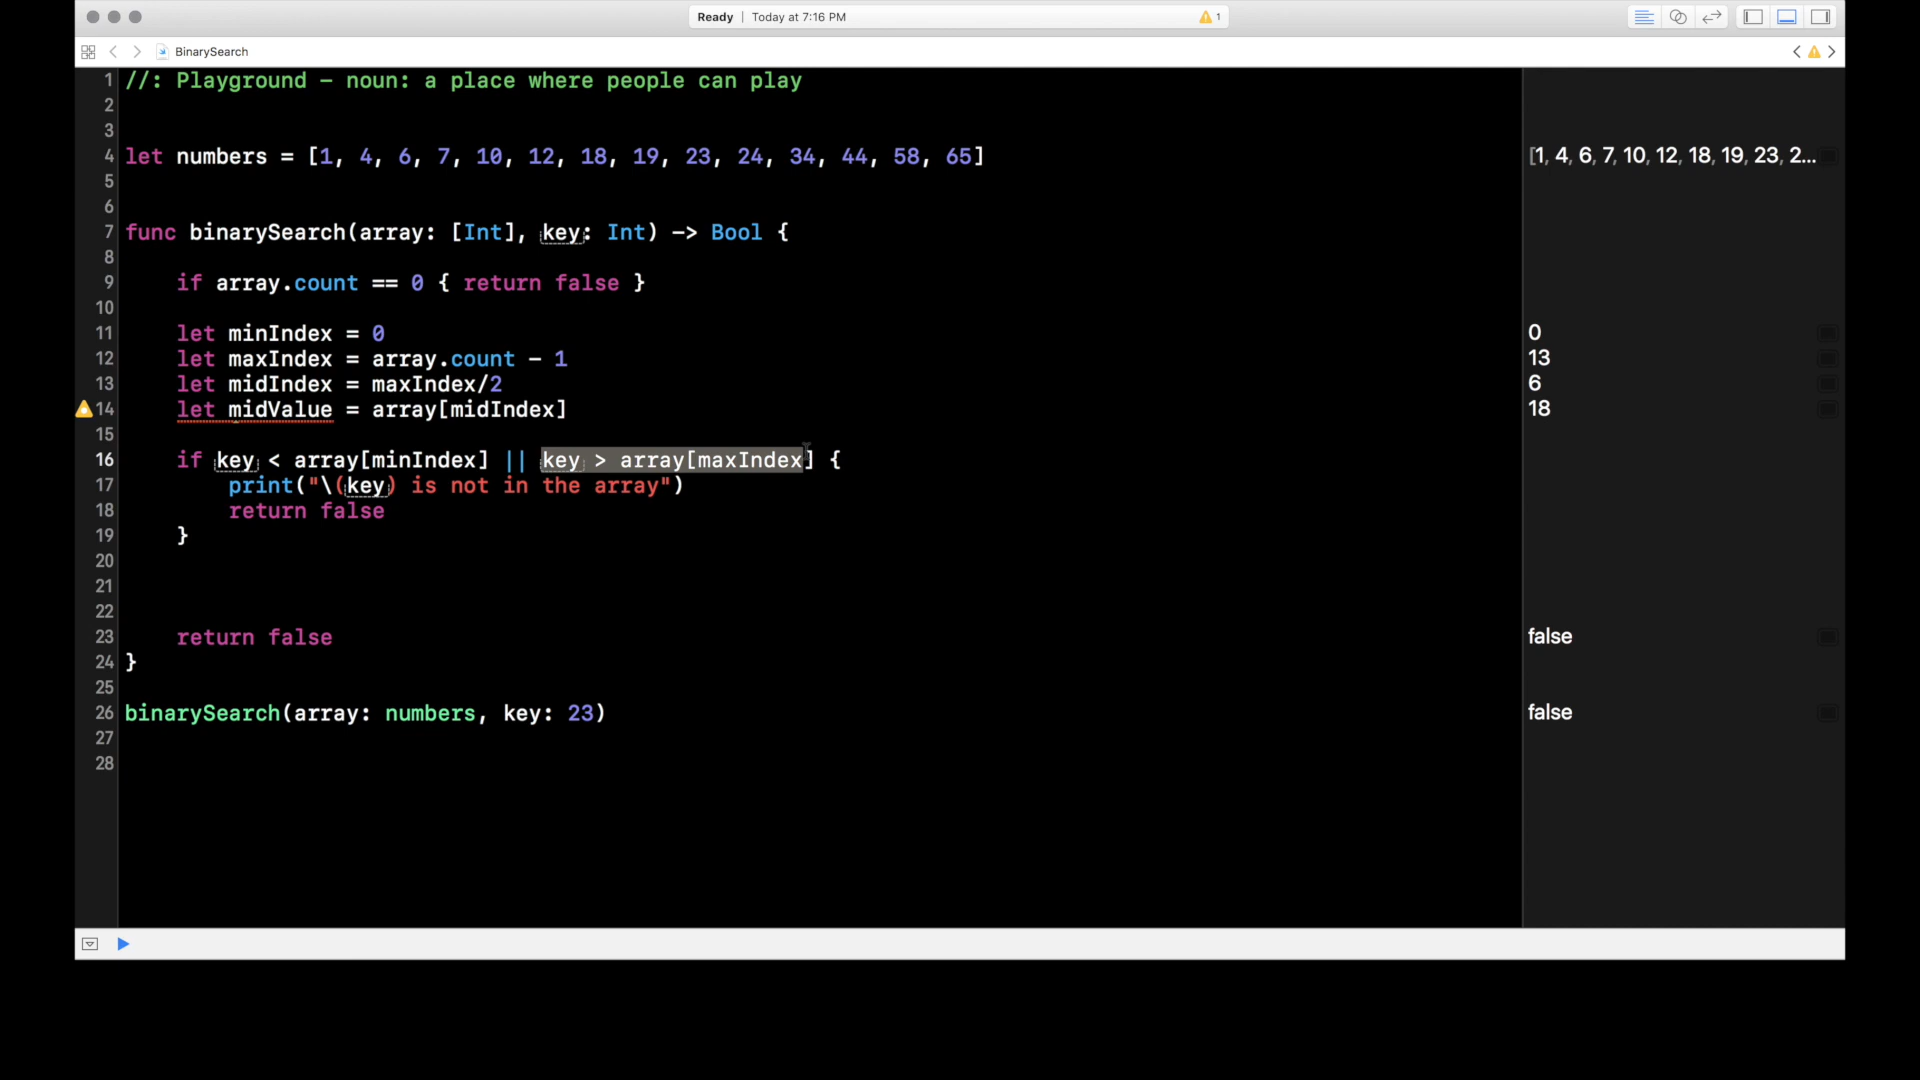 Ready | Today at 7:16 PM 1
BinarySearch
1 //: Playground - noun: a place where people can play
2
3
4 let numbers = [1, 4, 6, 7, 10, 12, 18, 19, 23, 24, 34, 44, 58, 65] [1, 4, 6, 7, 10, 12, 18, 19, 23, 2...
5
6
7 func binarySearch(array: [Int], key: Int) -> Bool {
8
9 if array.count == 0 { return false }
10
11 let minIndex = 0 0
12 let maxIndex = array.count - 1 13
13 let midIndex = maxIndex/2 6
14 let midValue = array[midIndex] 18
15
16 if key < array[minIndex] || key > array[maxIndex] {
17 print("\(key) is not in the array")
18 return false
19 }
20
21
22
23 return false false
24 }
25
26 binarySearch(array: numbers, key: 23) false
27
28